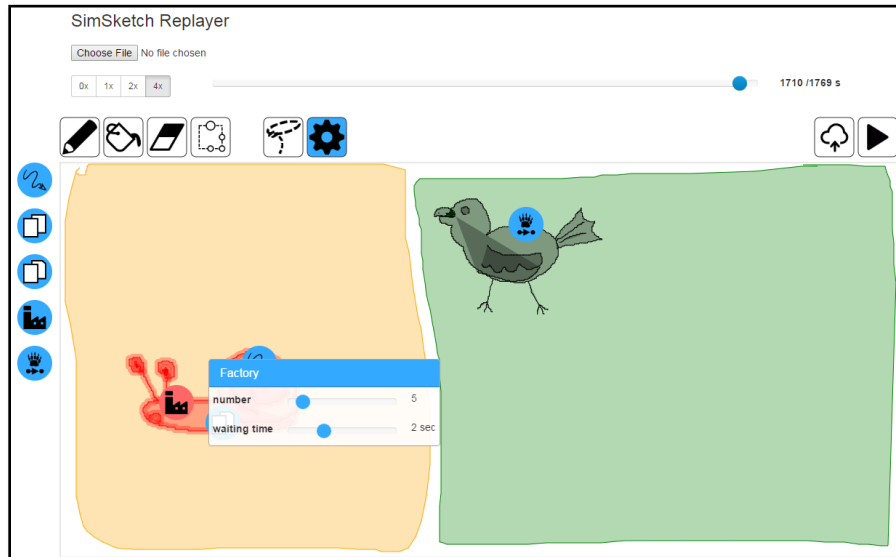 SimSketch Replayer
Choose File No file chosen
0x 1x 2x 4x 1710 /1769 s
Factory
number 5
waiting time 2 sec